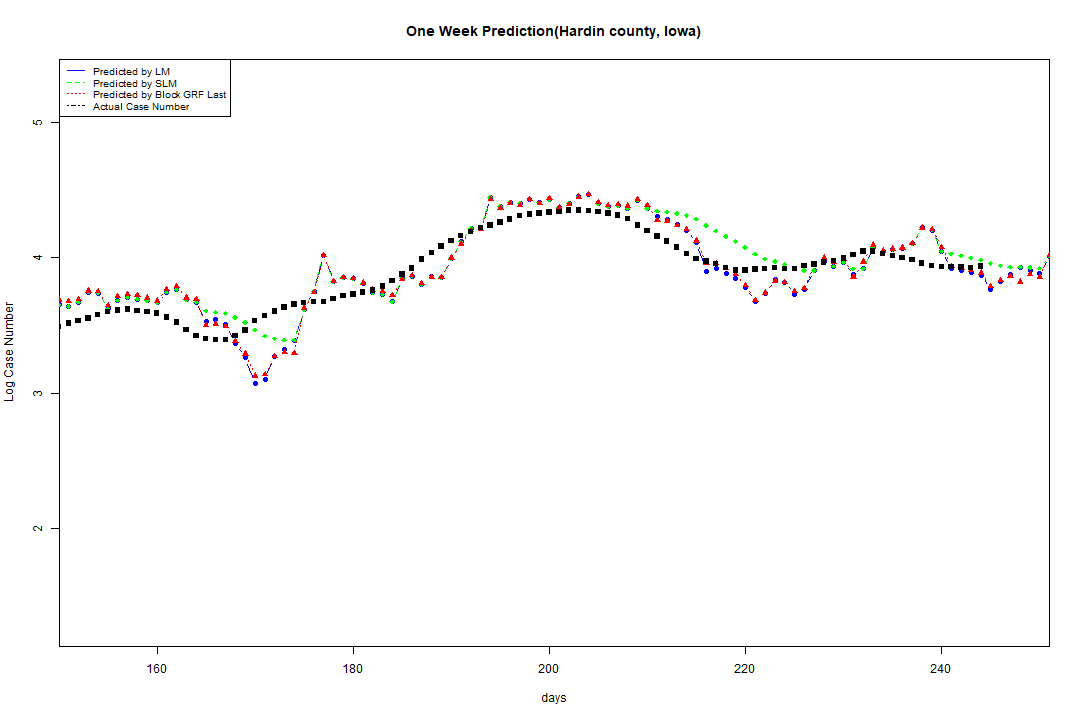 One Week Prediction(Hardin county, Iowa)
Predicted by LM
Predicted by SLM
Predicted by Block GRF Last
Actual Case Number
5
4
3
2
Log Case Number
160 180 200 220 240
days